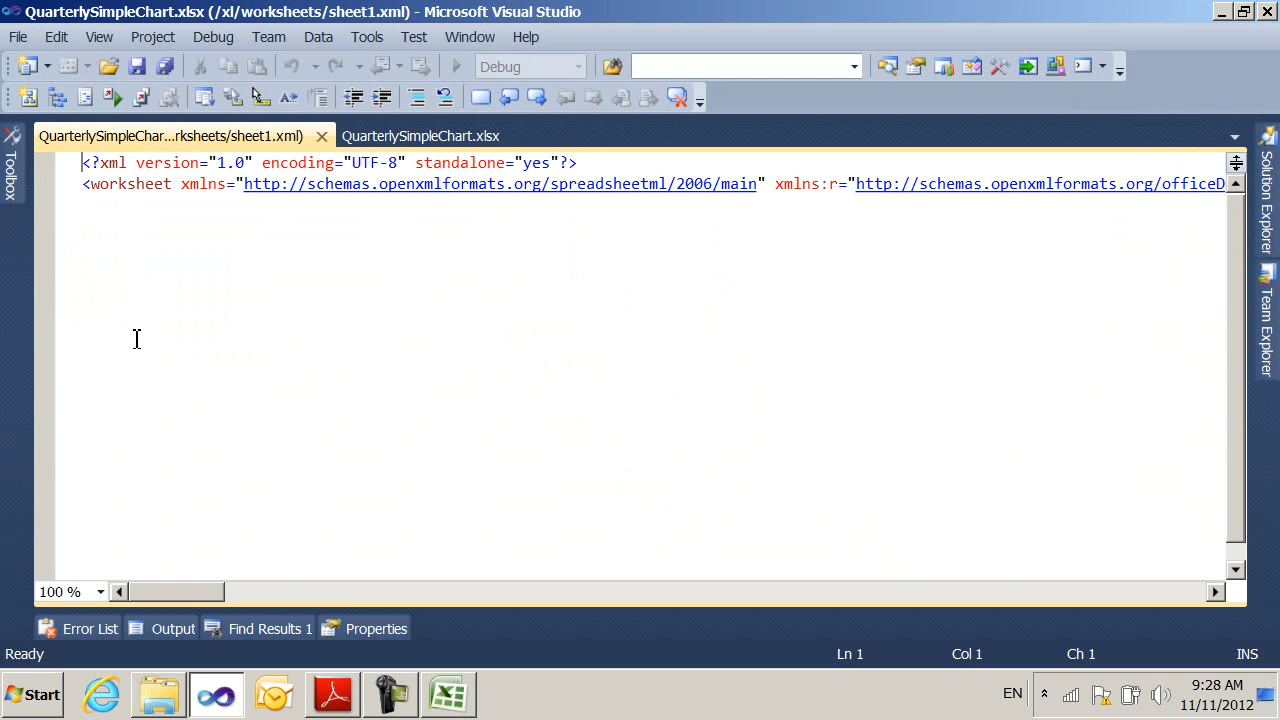 QuarterlySimpleChart.xlsx (/xl/worksheets/sheet1.xml) - Microsoft Visual Studio
File Edit View Project Debug Team Data Tools Test Window Help
Debug
QuarterlySimpleChar...rksheets/sheet1.xml) QuarterlySimpleChart.xlsx
Toolbox
Solution Explorer
Team Explorer
<?xml version="1.0" encoding="UTF-8" standalone="yes"?>
<worksheet xmlns="http://schemas.openxmlformats.org/spreadsheetml/2006/main" xmlns:r="http://schemas.openxmlformats.org/officeD
100 %
Error List Output Find Results 1 Properties
Ready Ln 1 Col 1 Ch 1 INS
Start EN 9:28 AM
11/11/2012